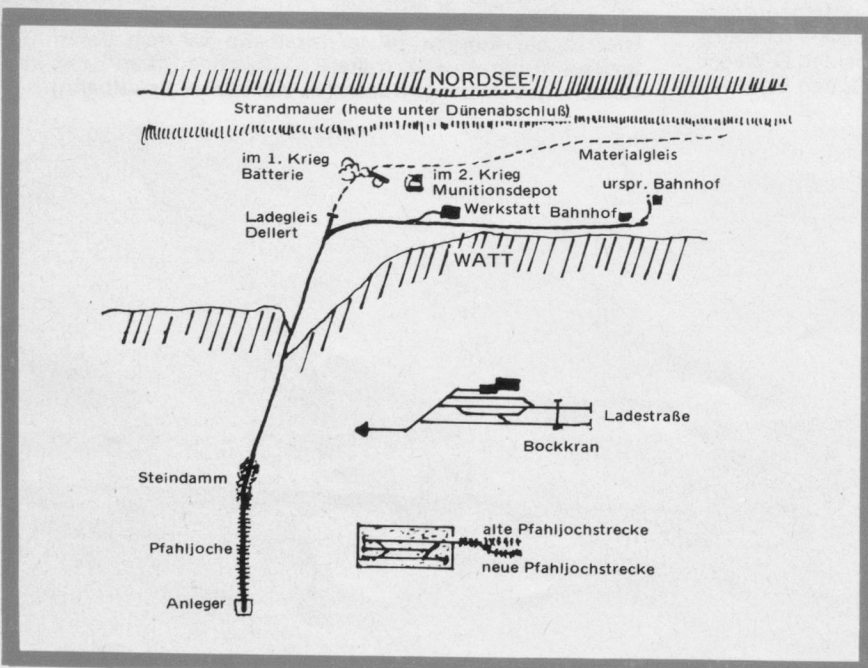 NORDSEE
Strandmauer (heute unter Dünenabschluß)
Materialgleis
im 1. Krieg
Batterie
im 2. Krieg
Munitionsdepot
urspr. Bahnhof
Ladegleis
Dellert
Werkstatt
Bahnhof
WATT
Ladestraße
Bockkran
Steindamm
Pfahljoche
Anleger
alte Pfahljochstrecke
neue Pfahljochstrecke